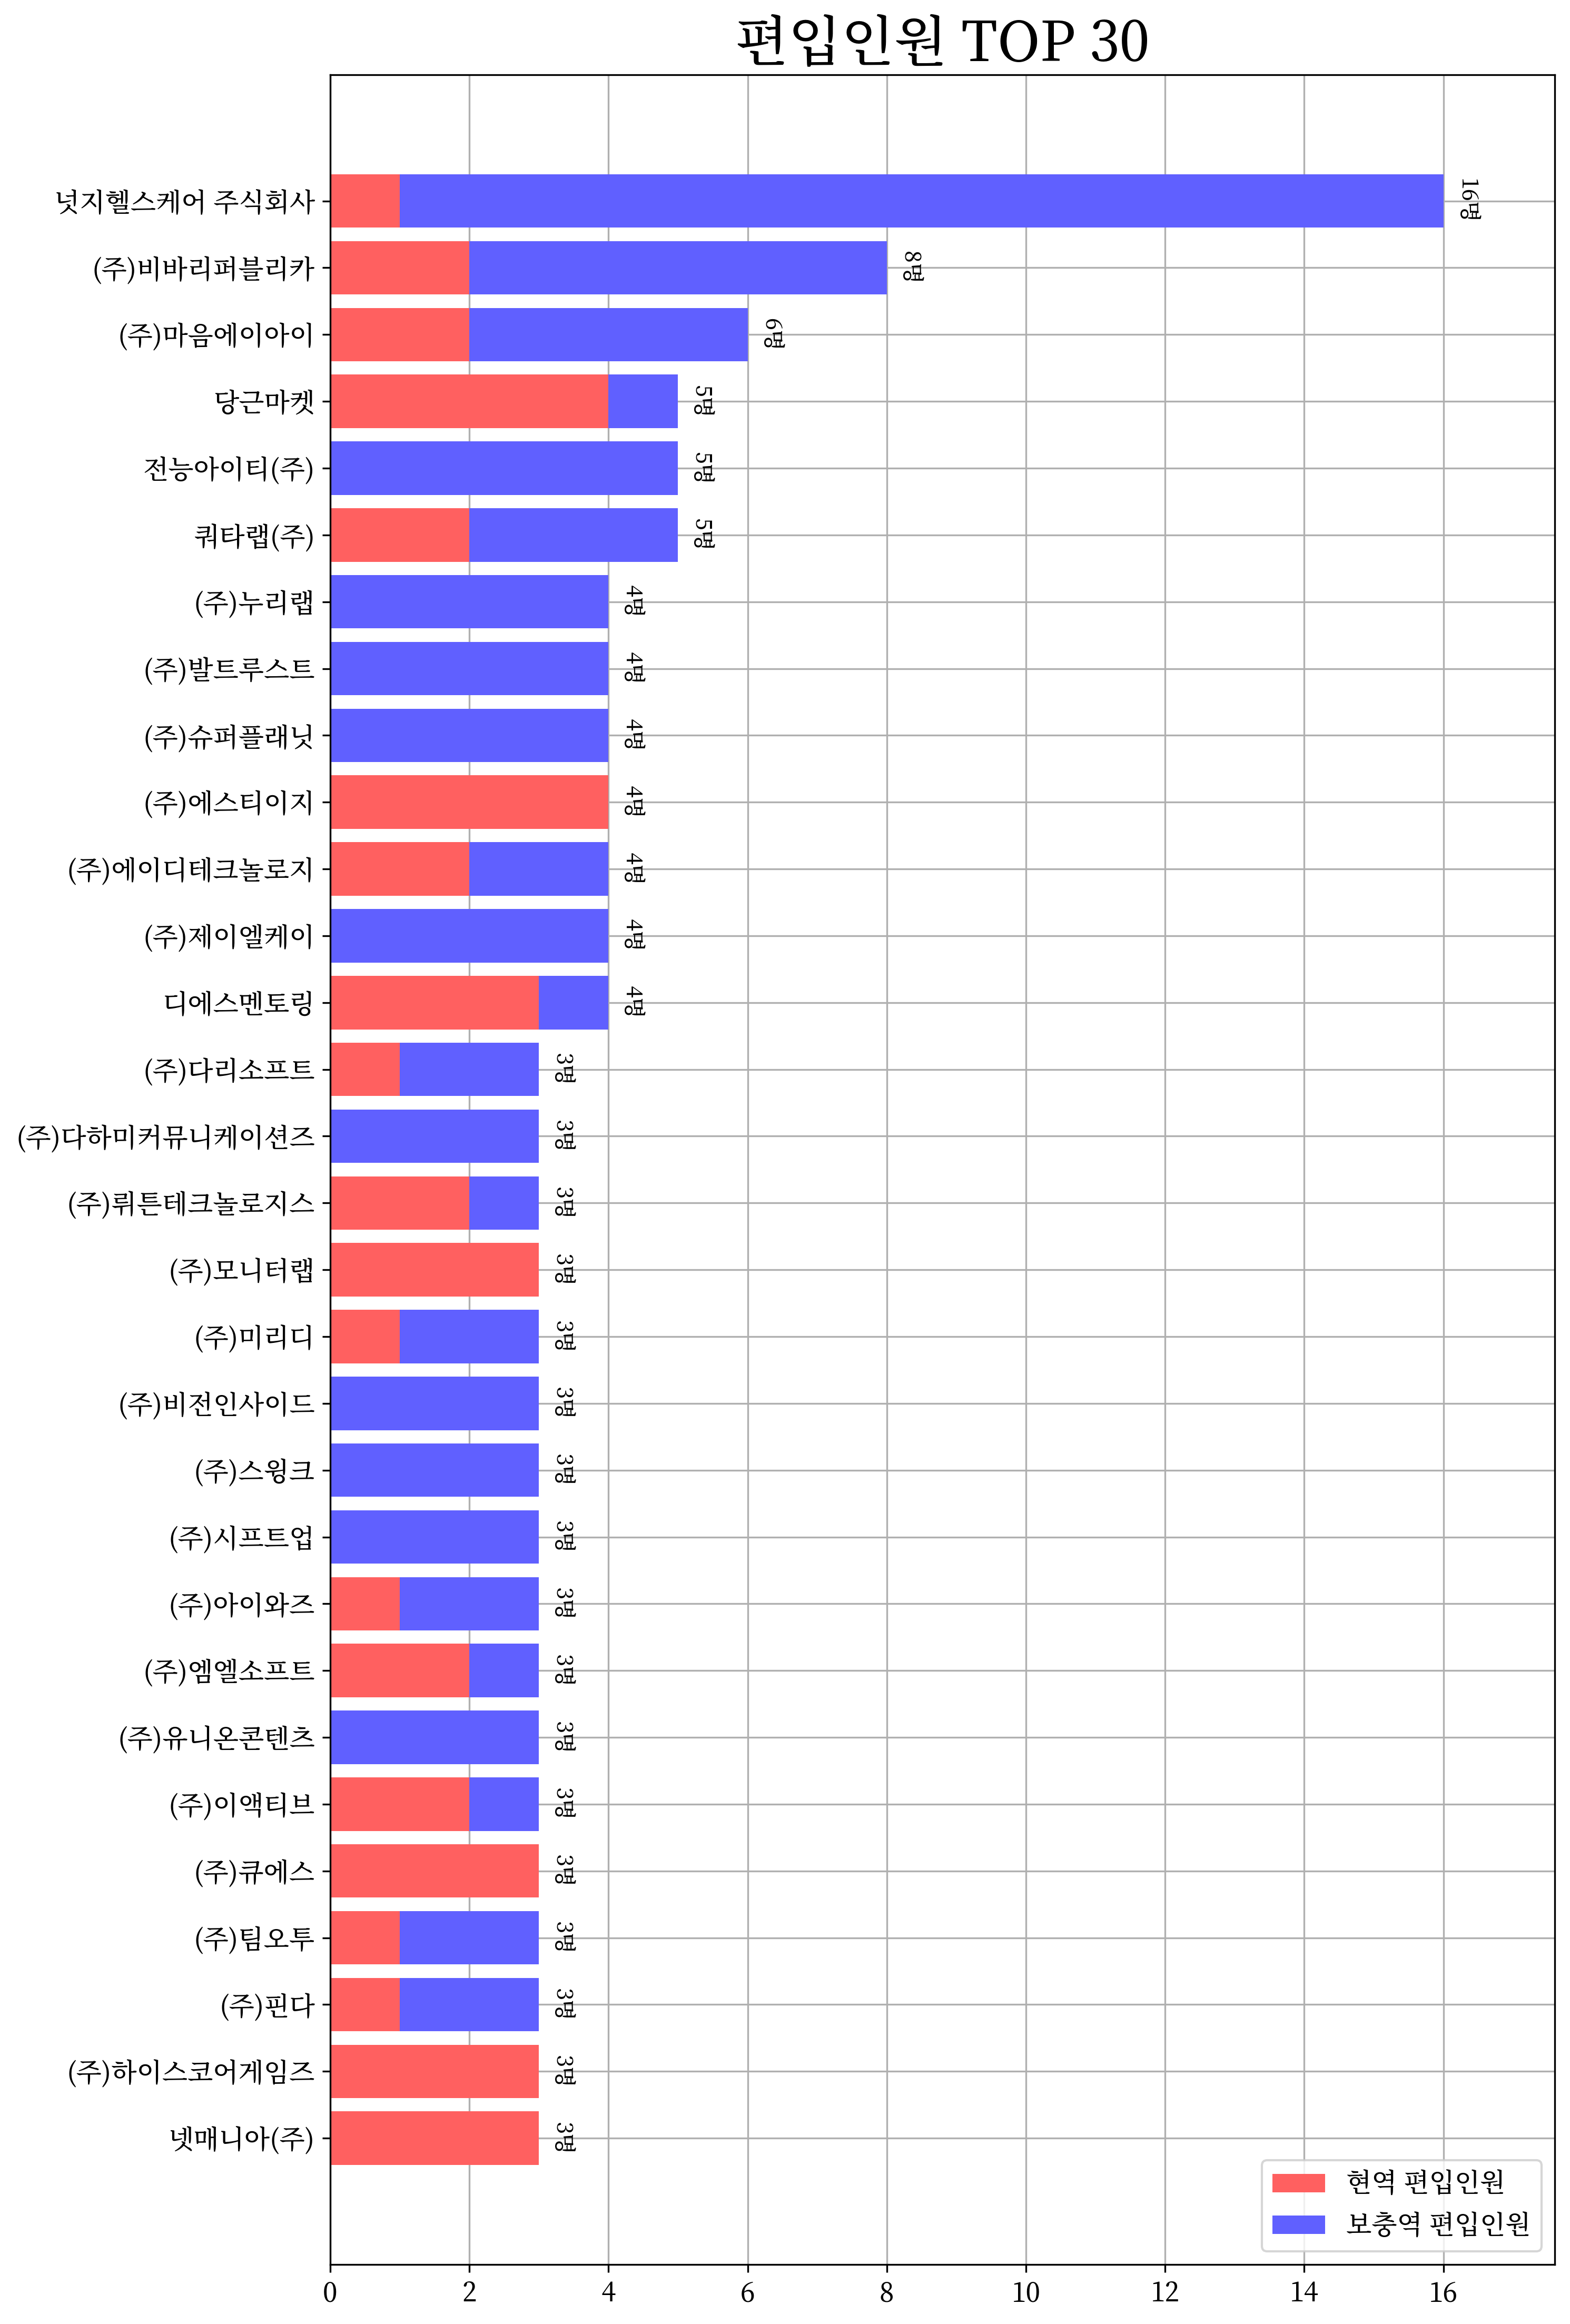 편입인원 TOP 30
넛지헬스케어 주식회사 16명
(주)비바리퍼블리카 8명
(주)마음에이아이 6명
당근마켓 5명
전능아이티(주) 5명
쿼타랩(주) 5명
(주)누리랩 4명
(주)발트루스트 4명
(주)슈퍼플래닛 4명
(주)에스티이지 4명
(주)에이디테크놀로지 4명
(주)제이엘케이 4명
디에스멘토링 4명
(주)다리소프트 3명
(주)다하미커뮤니케이션즈 3명
(주)뤼튼테크놀로지스 3명
(주)모니터랩 3명
(주)미리디 3명
(주)비전인사이드 3명
(주)스윙크 3명
(주)시프트업 3명
(주)아이와즈 3명
(주)엠엘소프트 3명
(주)유니온콘텐츠 3명
(주)이액티브 3명
(주)큐에스 3명
(주)팀오투 3명
(주)핀다 3명
(주)하이스코어게임즈 3명
넷매니아(주) 3명
현역 편입인원
보충역 편입인원
0 2 4 6 8 10 12 14 16